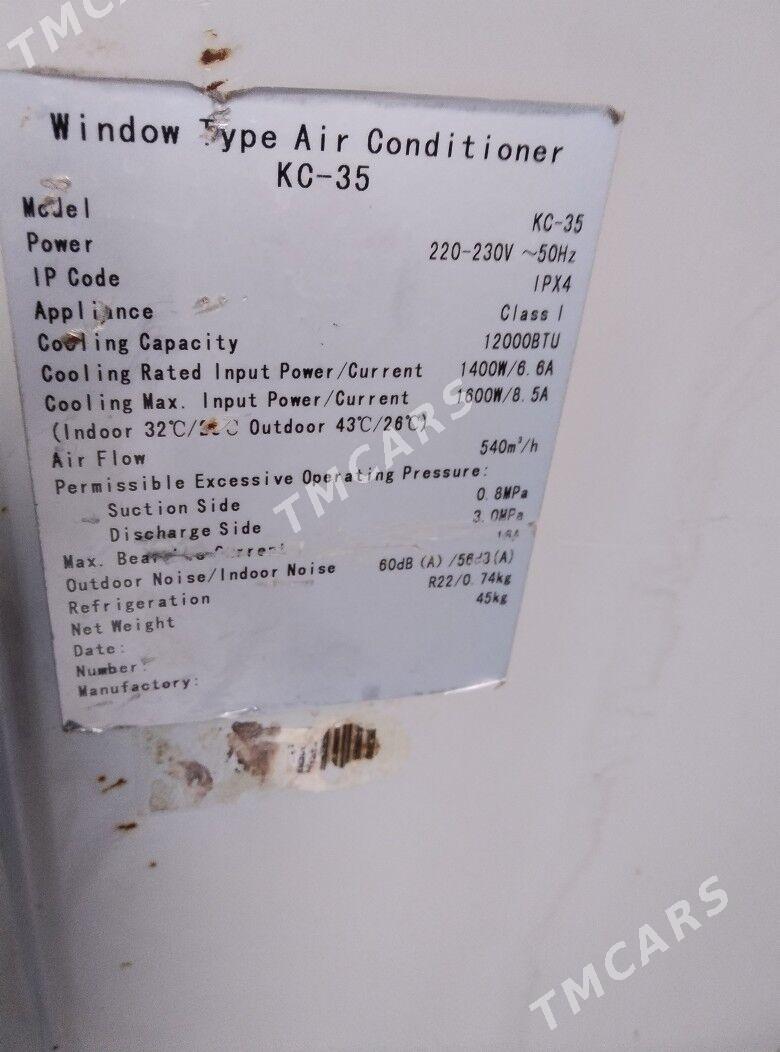 TMCARS
Window Type Air Conditioner
KC-35
Model KC-35
Power 220-230V ~50Hz
IP Code IPX4
Appliance Class I
Cooling Capacity 12000BTU
Cooling Rated Input Power/Current 1400W/6.6A
Cooling Max. Input Power/Current 1600W/8.5A
(Indoor 32℃/ Outdoor 43℃/26℃)
Air Flow 540m³/h
Permissible Excessive Operating Pressure:
Suction Side 0.8MPa
Discharge Side 3.0MPa
Max. Current
Outdoor Noise/Indoor Noise 60dB(A)/56dB(A)
Refrigeration R22/0.74kg
Net Weight 45kg
Date:
Number:
Manufactory:
TMCARS
TMCARS